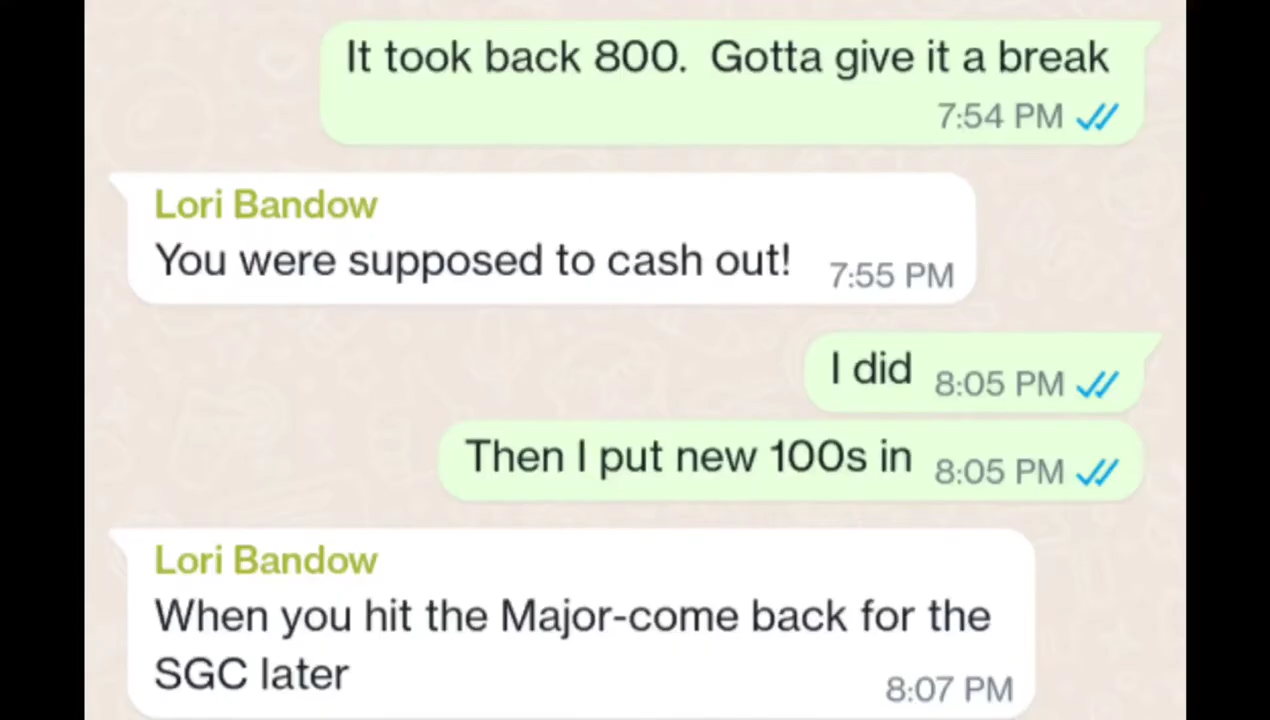 It took back 800.  Gotta give it a break
7:54 PM
Lori Bandow
You were supposed to cash out!
7:55 PM
I did
8:05 PM
Then I put new 100s in
8:05 PM
Lori Bandow
When you hit the Major-come back for the
SGC later
8:07 PM